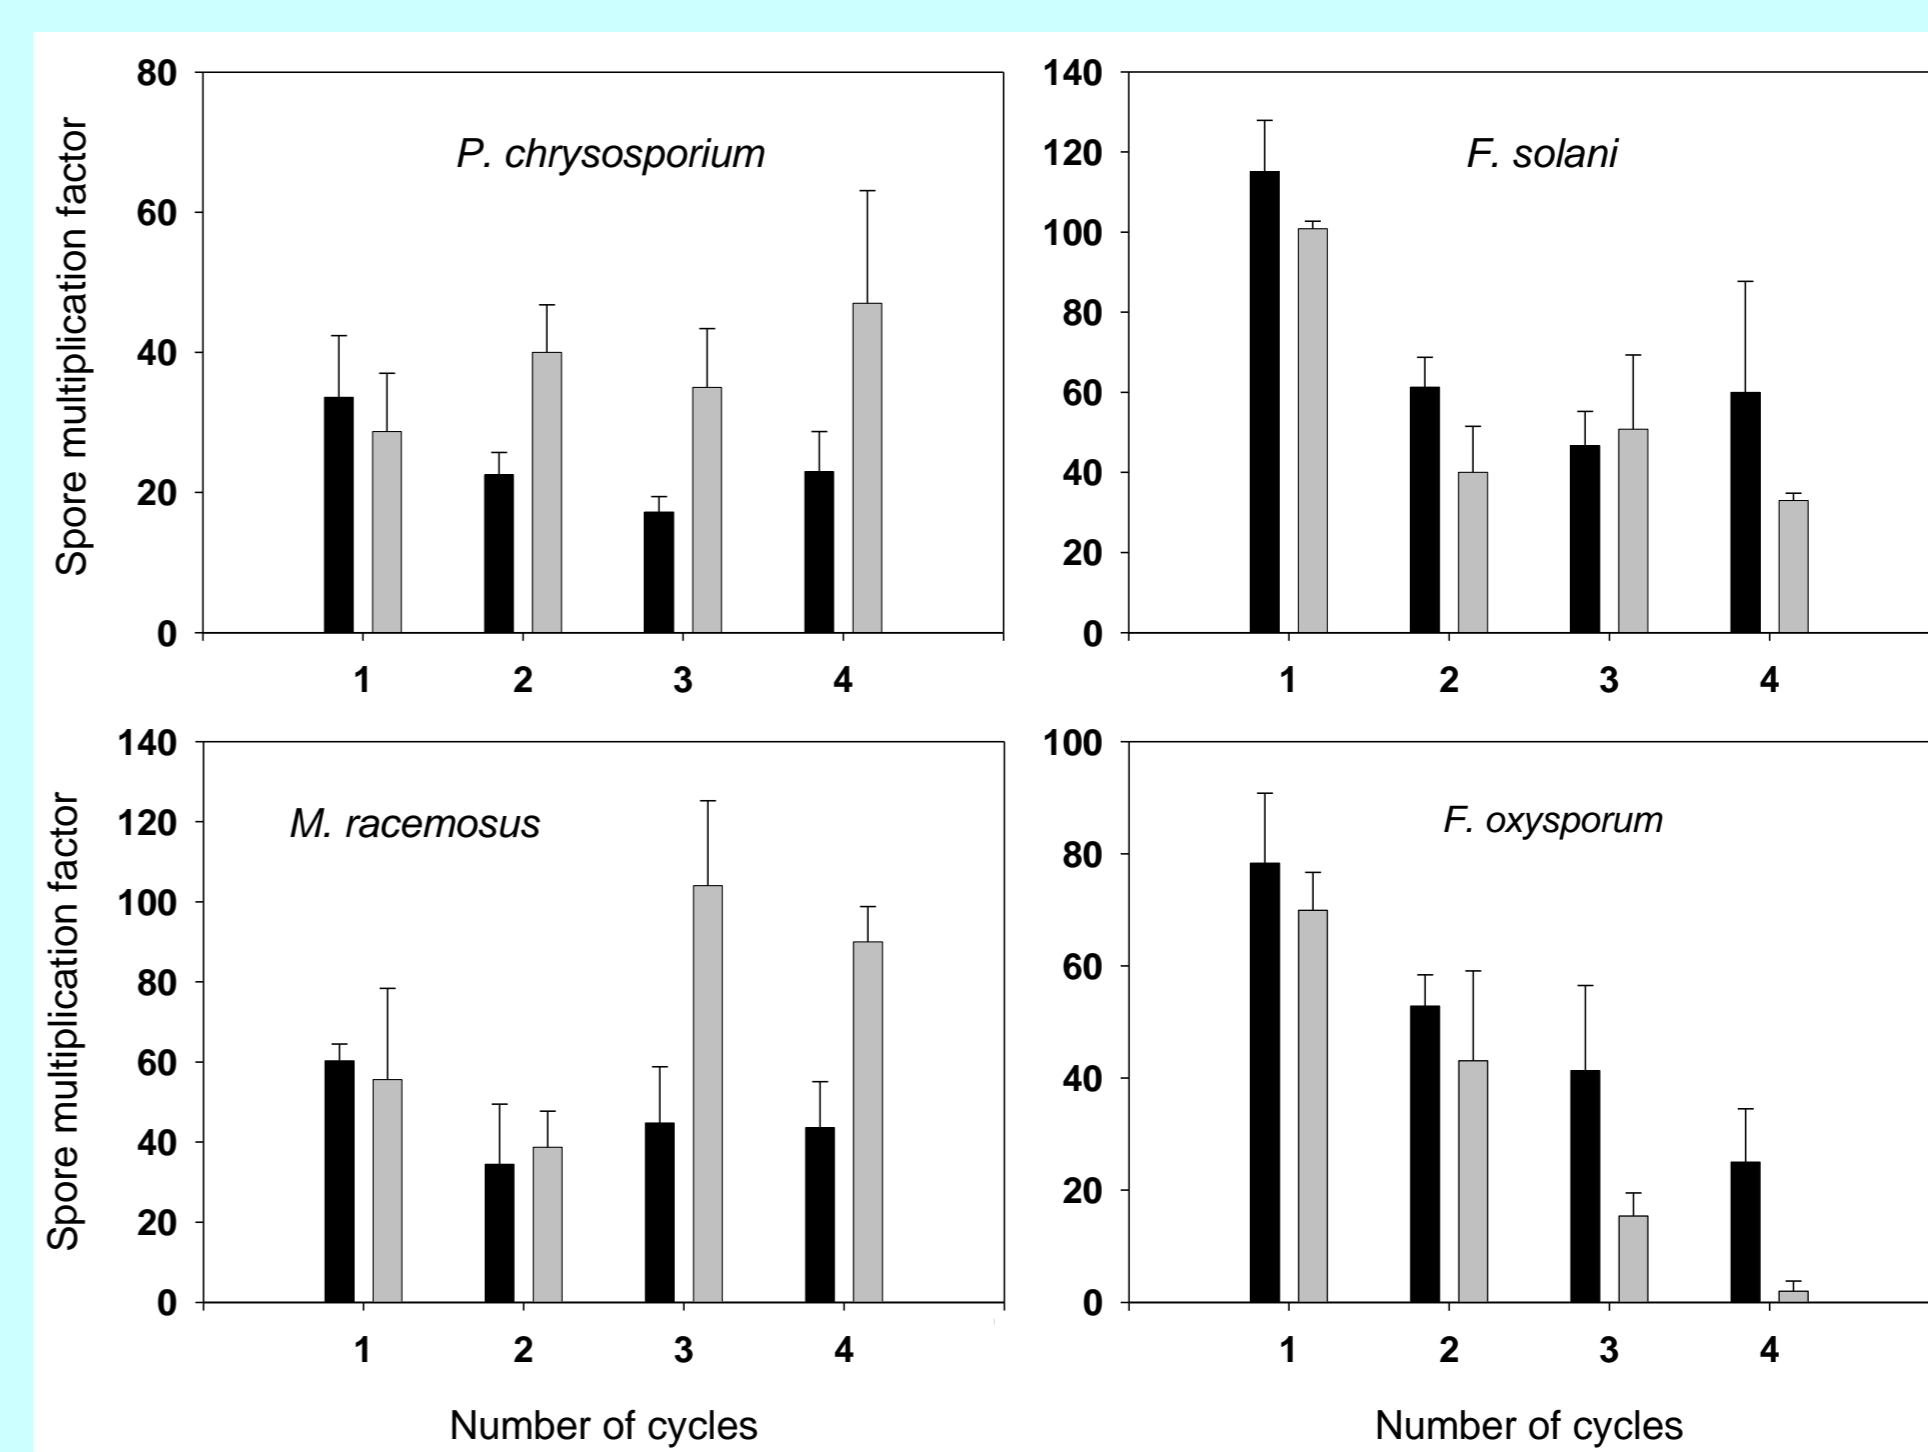 80
60
40
20
0
Spore multiplication factor
P. chrysosporium
1 2 3 4
140
120
100
80
60
40
20
0
F. solani
1 2 3 4
140
120
100
80
60
40
20
0
Spore multiplication factor
M. racemosus
1 2 3 4
Number of cycles
100
80
60
40
20
0
F. oxysporum
1 2 3 4
Number of cycles